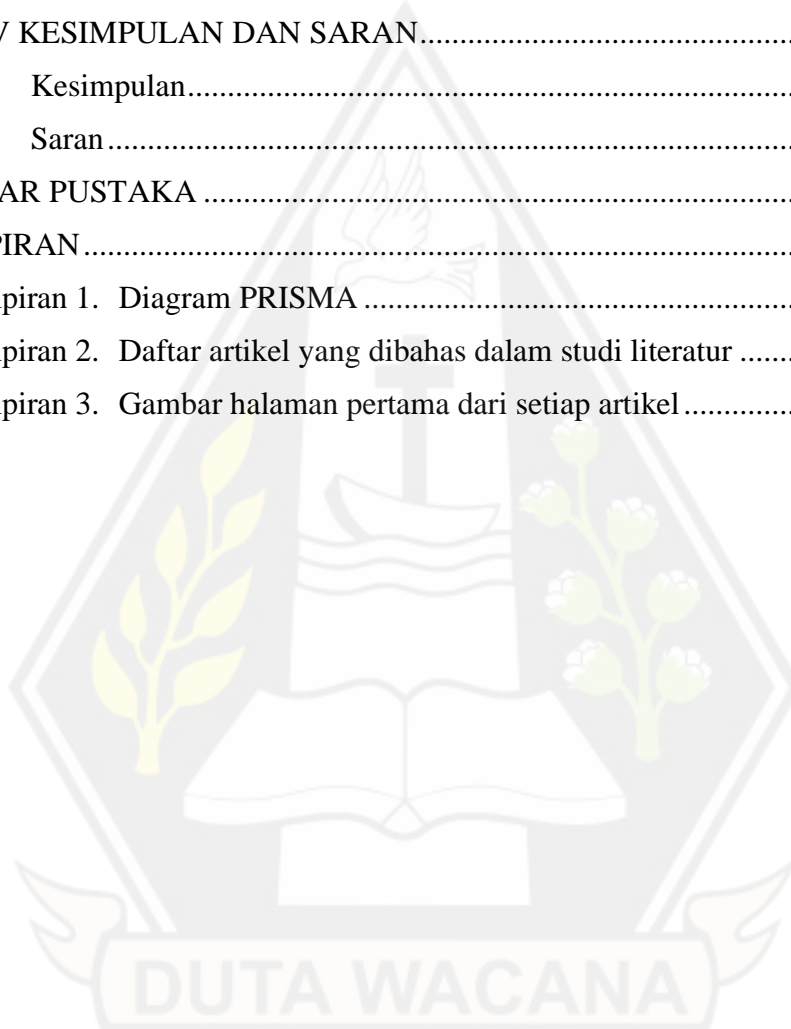 V KESIMPULAN DAN SARAN................................................
Kesimpulan............................................................................
Saran......................................................................................
AR PUSTAKA ...........................................................................
PIRAN..........................................................................................
piran 1. Diagram PRISMA ......................................................
piran 2. Daftar artikel yang dibahas dalam studi literatur .......
piran 3. Gambar halaman pertama dari setiap artikel..............
DUTA WACANA